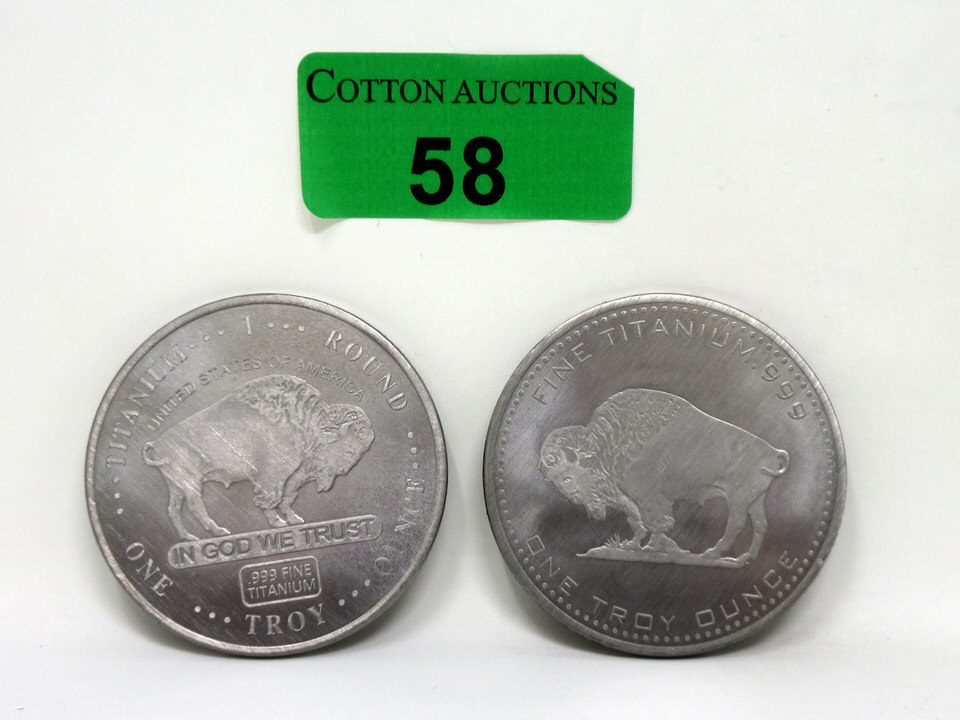 COTTON AUCTIONS
58
TITANIUM ··· 1 ··· ROUND
UNITED STATES OF AMERICA
IN GOD WE TRUST
.999 FINE
TITANIUM
ONE ··· TROY ··· OUNCE
FINE TITANIUM .999
ONE TROY OUNCE